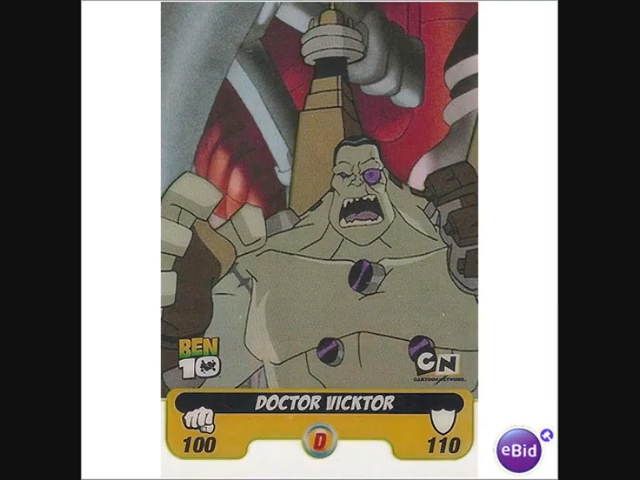 BEN
10
CN
CARTOON NETWORK.
DOCTOR VICKTOR
100
D
110
eBid